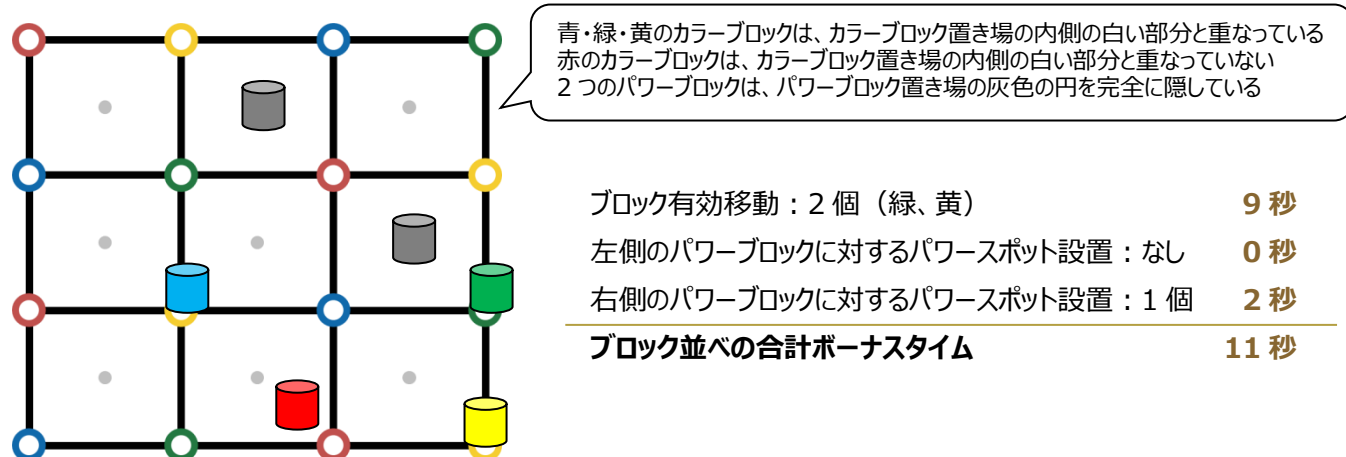 青・緑・黄のカラーブロックは、カラーブロック置き場の内側の白い部分と重なっている
赤のカラーブロックは、カラーブロック置き場の内側の白い部分と重なっていない
2つのパワーブロックは、パワーブロック置き場の灰色の円を完全に隠している
ブロック有効移動：2個（緑、黄） 9秒
左側のパワーブロックに対するパワースポット設置：なし 0秒
右側のパワーブロックに対するパワースポット設置：1個 2秒
ブロック並べの合計ボーナスタイム 11秒